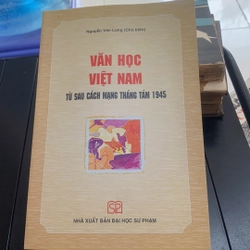 Nguyễn Văn Long (Chủ biên)
VĂN HỌC
VIỆT NAM
TỪ SAU CÁCH MẠNG THÁNG TÁM 1945
NHÀ XUẤT BẢN ĐẠI HỌC SƯ PHẠM